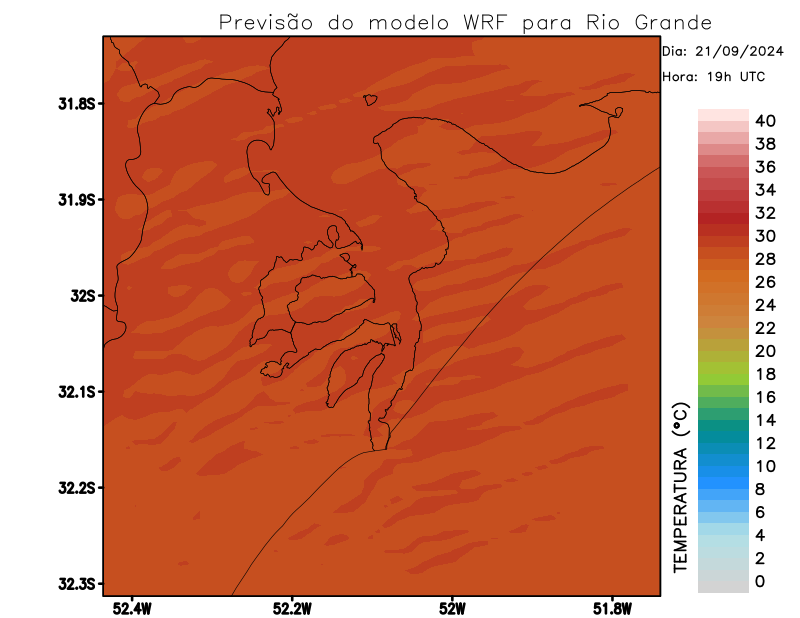 Previsão do modelo WRF para Rio Grande
Dia: 21/09/2024
Hora: 19h UTC
31.8S
31.9S
32S
32.1S
32.2S
32.3S
52.4W
52.2W
52W
51.8W
TEMPERATURA (°C)
40
38
36
34
32
30
28
26
24
22
20
18
16
14
12
10
8
6
4
2
0